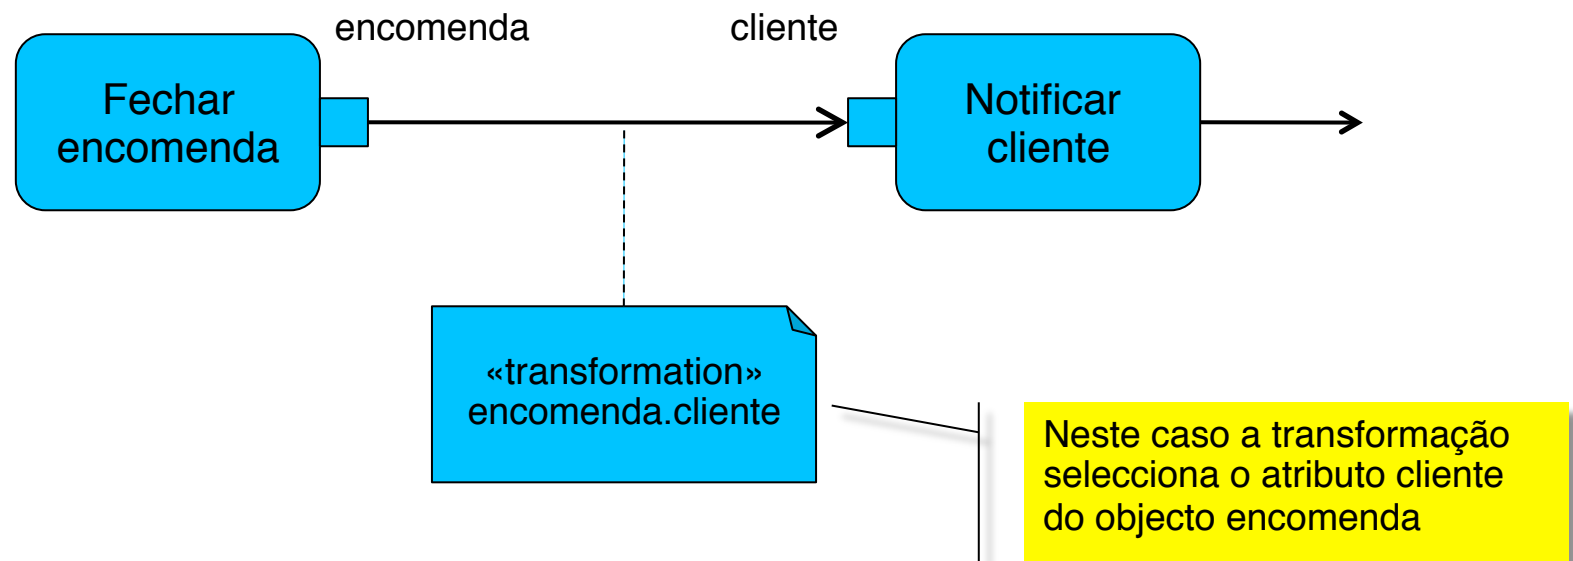 encomenda
cliente
Fechar
encomenda
Notificar
cliente
«transformation»
encomenda.cliente
Neste caso a transformação
selecciona o atributo cliente
do objecto encomenda